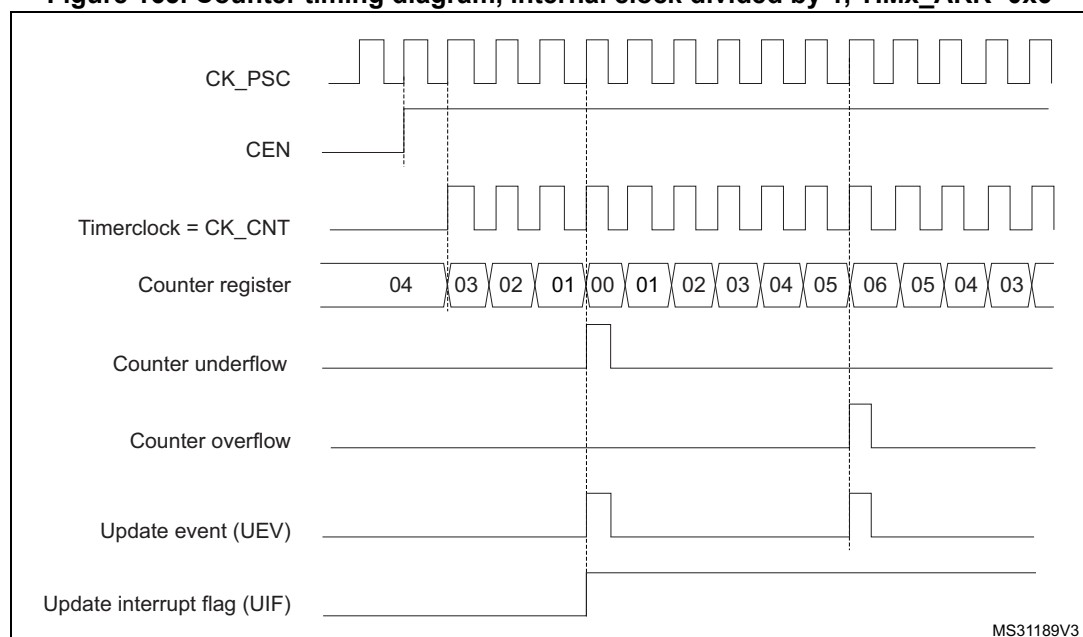 CK_PSC
CEN
Timerclock = CK_CNT
Counter register 04 03 02 01 00 01 02 03 04 05 06 05 04 03
Counter underflow
Counter overflow
Update event (UEV)
Update interrupt flag (UIF)
MS31189V3